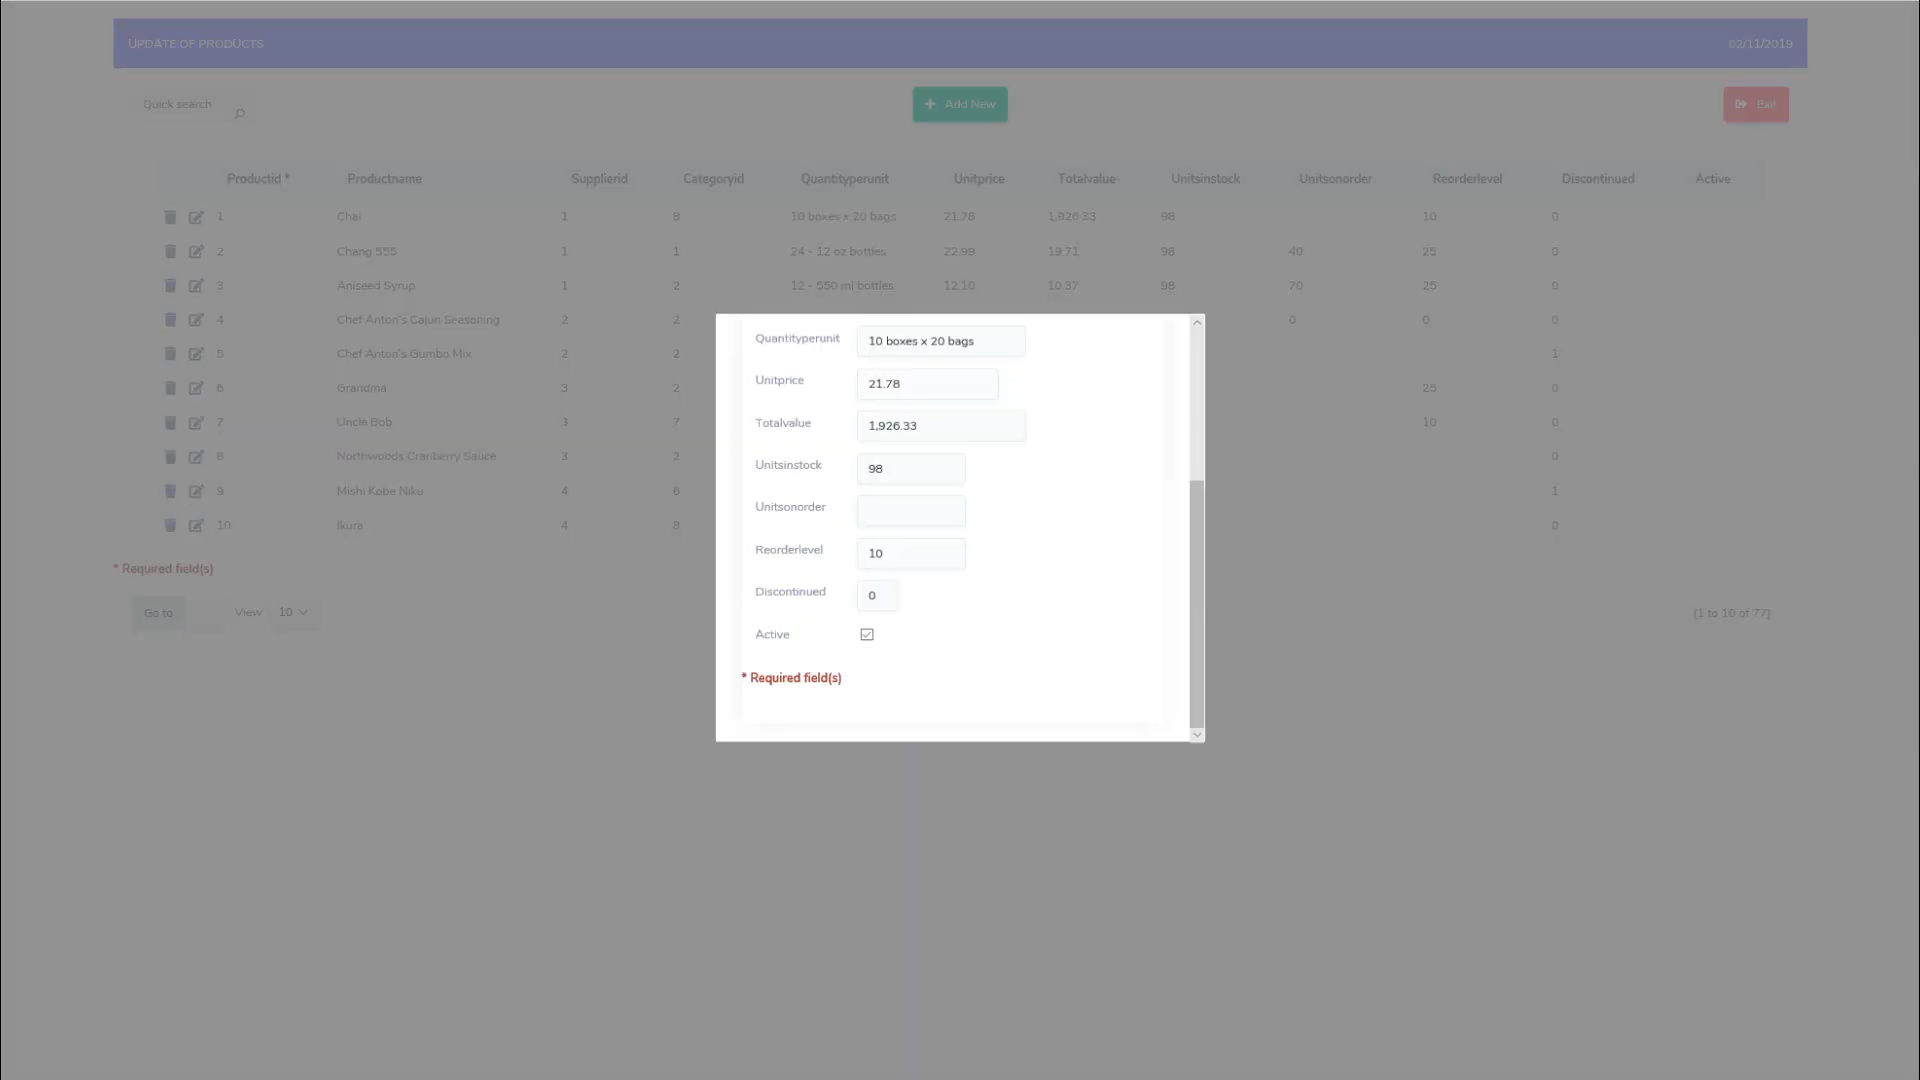 UPDATE OF PRODUCTS 02/11/2019
Quick search Add New Exit
Productid * Productname Supplierid Categoryid Quantityperunit Unitprice Totalvalue Unitsinstock Unitsonorder Reorderlevel Discontinued Active
1 Chai 1 8 10 boxes x 20 bags 21.78 1,926.33 98 10 0
2 Chang 555 1 1 24 - 12 oz bottles 22.99 19.71 98 40 25 0
3 Aniseed Syrup 1 2 12 - 550 ml bottles 12.10 10.37 98 70 25 0
4 Chef Anton's Cajun Seasoning 2 2 0 0 0
5 Chef Anton's Gumbo Mix 2 2 1
6 Grandma 3 2 25 0
7 Uncle Bob 3 7 10 0
8 Northwoods Cranberry Sauce 3 2 0
9 Mishi Kobe Niku 4 6 1
10 Ikura 4 8 0
* Required field(s)
Go to View 10 [1 to 10 of 77]
Quantityperunit 10 boxes x 20 bags
Unitprice 21.78
Totalvalue 1,926.33
Unitsinstock 98
Unitsonorder
Reorderlevel 10
Discontinued 0
Active
* Required field(s)